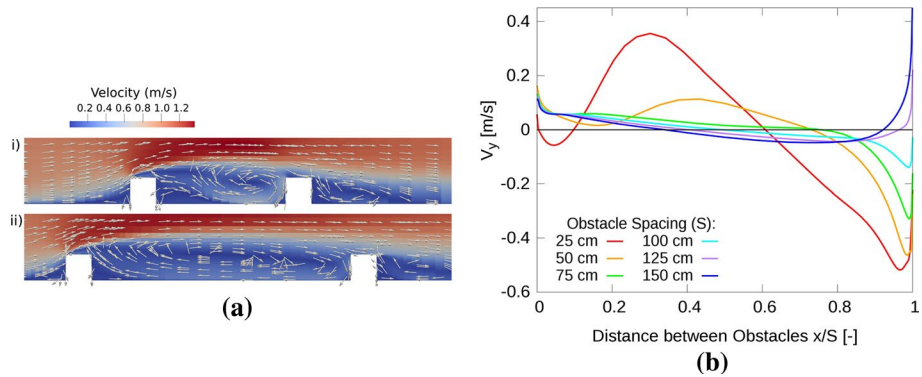 (a)
Velocity (m/s)
0.2 0.4 0.6 0.8 1.0 1.2
i)
ii)
(b)
V_y [m/s]
0.4
0.2
0
-0.2
-0.4
-0.6
Obstacle Spacing (S):
25 cm 100 cm
50 cm 125 cm
75 cm 150 cm
0 0.2 0.4 0.6 0.8 1
Distance between Obstacles x/S [-]